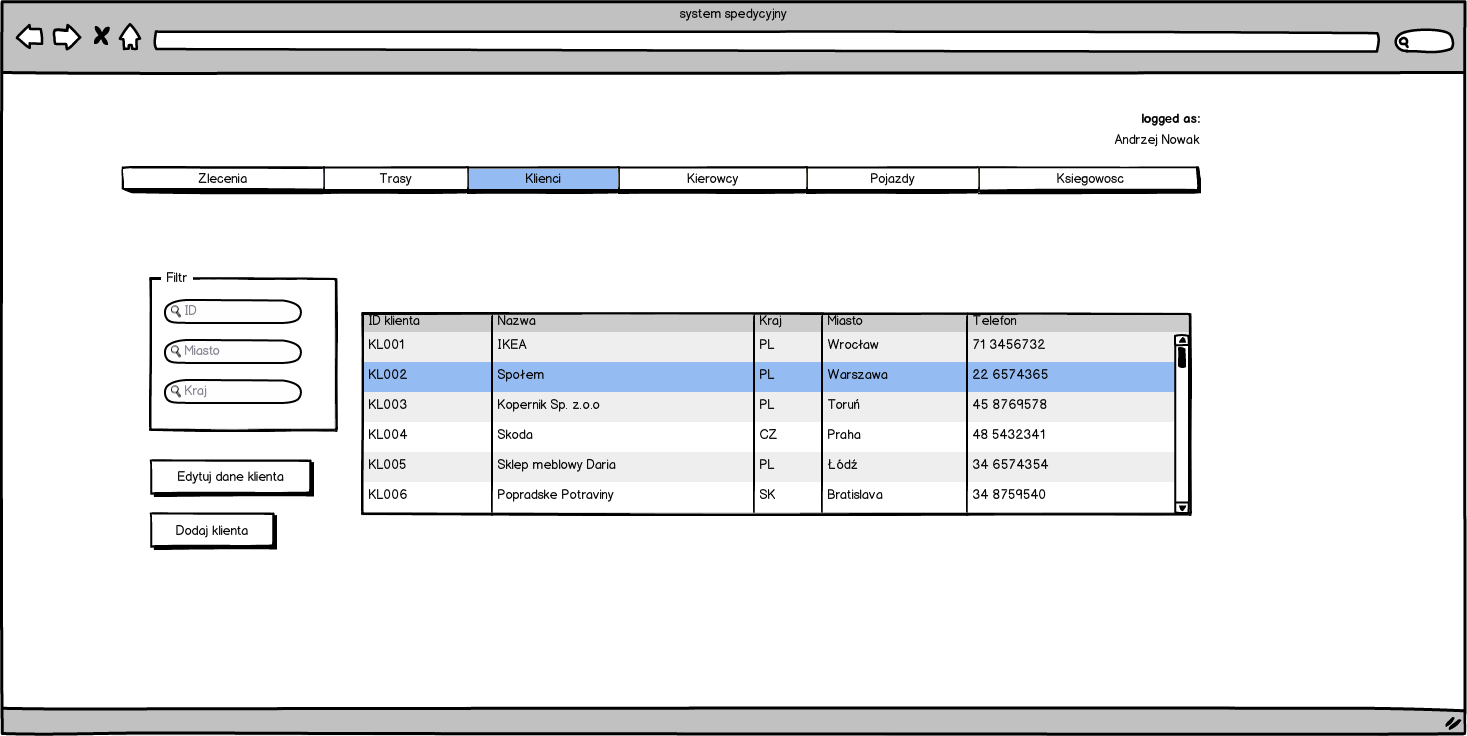 system spedycyjny
logged as:
Andrzej Nowak
Zlecenia Trasy Klienci Kierowcy Pojazdy Ksiegowosc
Filtr
ID
Miasto
Kraj
Edytuj dane klienta
Dodaj klienta
ID klienta Nazwa Kraj Miasto Telefon
KL001 IKEA PL Wrocław 71 3456732
KL002 Społem PL Warszawa 22 6574365
KL003 Kopernik Sp. z.o.o PL Toruń 45 8769578
KL004 Skoda CZ Praha 48 5432341
KL005 Sklep meblowy Daria PL Łódź 34 6574354
KL006 Popradske Potraviny SK Bratislava 34 8759540